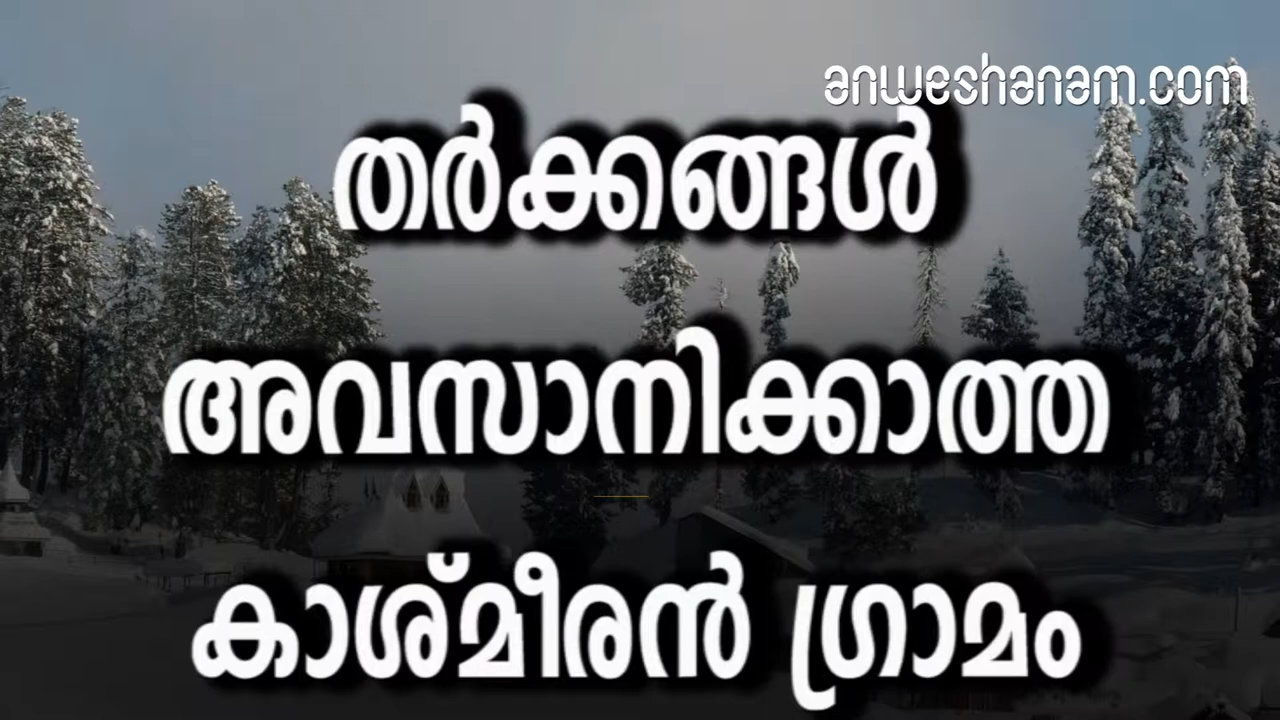 anweshanam.com
തർക്കങ്ങൾ
അവസാനിക്കാത്ത
കാശ്മീരൻ ഗ്രാമം